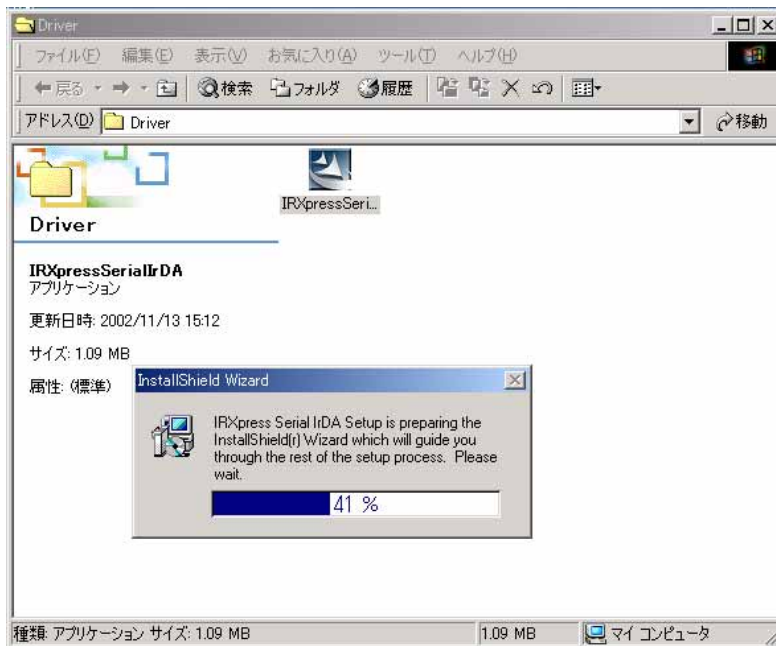 Driver
ファイル(F) 編集(E) 表示(V) お気に入り(A) ツール(T) ヘルプ(H)
戻る 検索 フォルダ 履歴
アドレス(D) Driver 移動
IRXpressSeri...
Driver
IRXpressSerialIrDA
アプリケーション
更新日時: 2002/11/13 15:12
サイズ: 1.09 MB
属性: (標準)
InstallShield Wizard
IRXpress Serial IrDA Setup is preparing the
InstallShield(r) Wizard which will guide you
through the rest of the setup process. Please
wait.
41 %
種類: アプリケーション サイズ: 1.09 MB 1.09 MB マイ コンピュータ